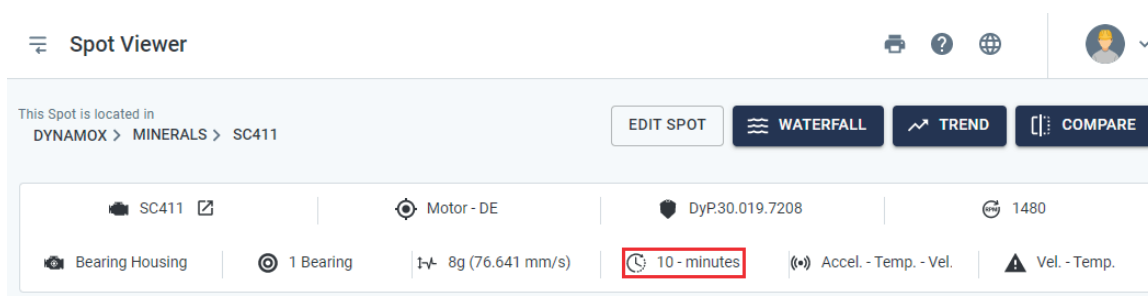 Spot Viewer
This Spot is located in
DYNAMOX > MINERALS > SC411
EDIT SPOT
WATERFALL
TREND
COMPARE
SC411
Motor - DE
DyP.30.019.7208
RPM
1480
Bearing Housing
1 Bearing
8g (76.641 mm/s)
10 - minutes
Accel. - Temp. - Vel.
Vel. - Temp.